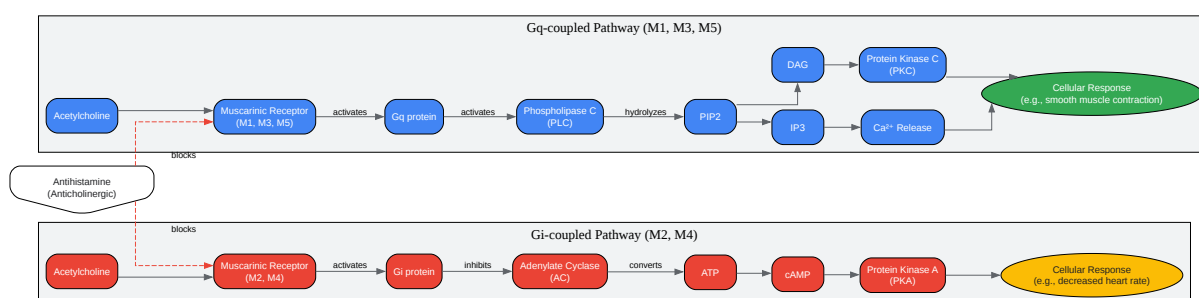 Gq-coupled Pathway (M1, M3, M5)
DAG
Protein Kinase C
(PKC)
Cellular Response
(e.g., smooth muscle contraction)
Acetylcholine
Muscarinic Receptor
(M1, M3, M5)
activates
Gq protein
activates
Phospholipase C
(PLC)
hydrolyzes
PIP2
IP3
Ca²⁺ Release
blocks
Antihistamine
(Anticholinergic)
blocks
Gi-coupled Pathway (M2, M4)
Acetylcholine
Muscarinic Receptor
(M2, M4)
activates
Gi protein
inhibits
Adenylate Cyclase
(AC)
converts
ATP
cAMP
Protein Kinase A
(PKA)
Cellular Response
(e.g., decreased heart rate)